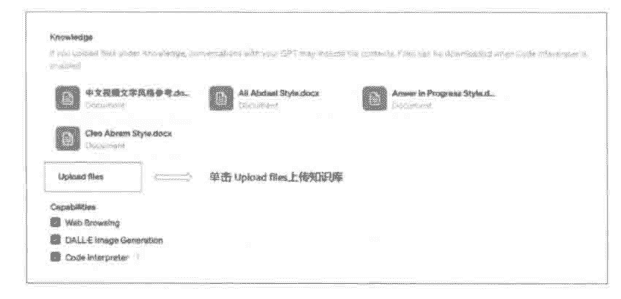 Knowledge
If you upload files under Knowledge, conversations with your GPT may include file contents. Files can be downloaded when Code Interpreter is
enabled
中文视频文字风格参考.do...
Document
Ali Abdaal Style.docx
Document
Anwer in Progress Style.d...
Document
Cleo Abram Style.docx
Document
Upload files
单击 Upload files上传知识库
Capabilities
Web Browsing
DALL·E Image Generation
Code Interpreter